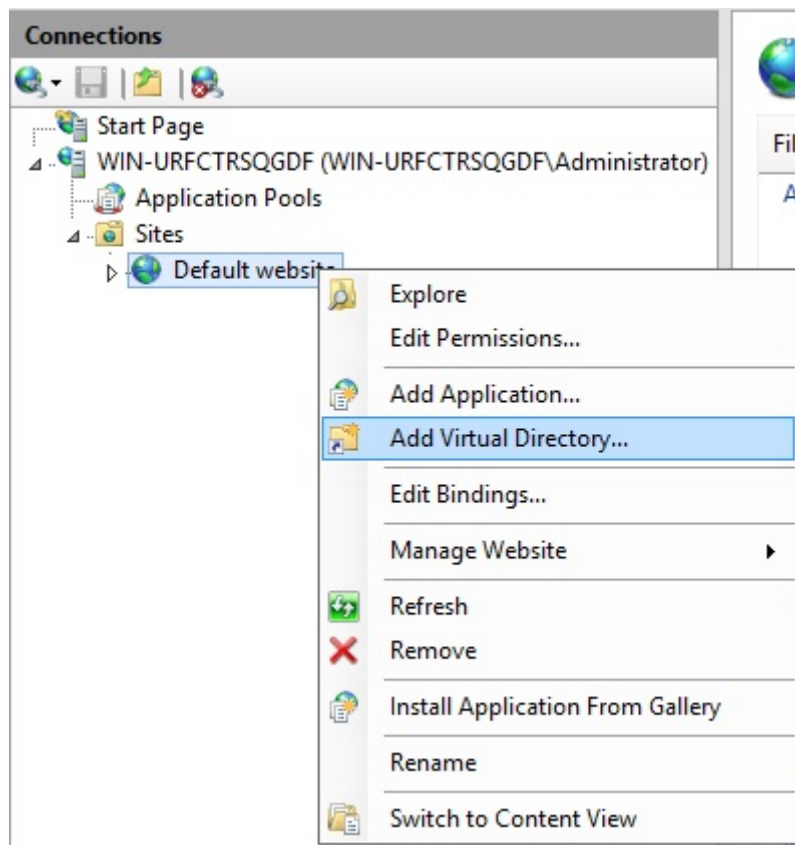 Connections
Start Page
WIN-URFCTRSQGDF (WIN-URFCTRSQGDF\Administrator)
Application Pools
Sites
Default website
Explore
Edit Permissions...
Add Application...
Add Virtual Directory...
Edit Bindings...
Manage Website
Refresh
Remove
Install Application From Gallery
Rename
Switch to Content View